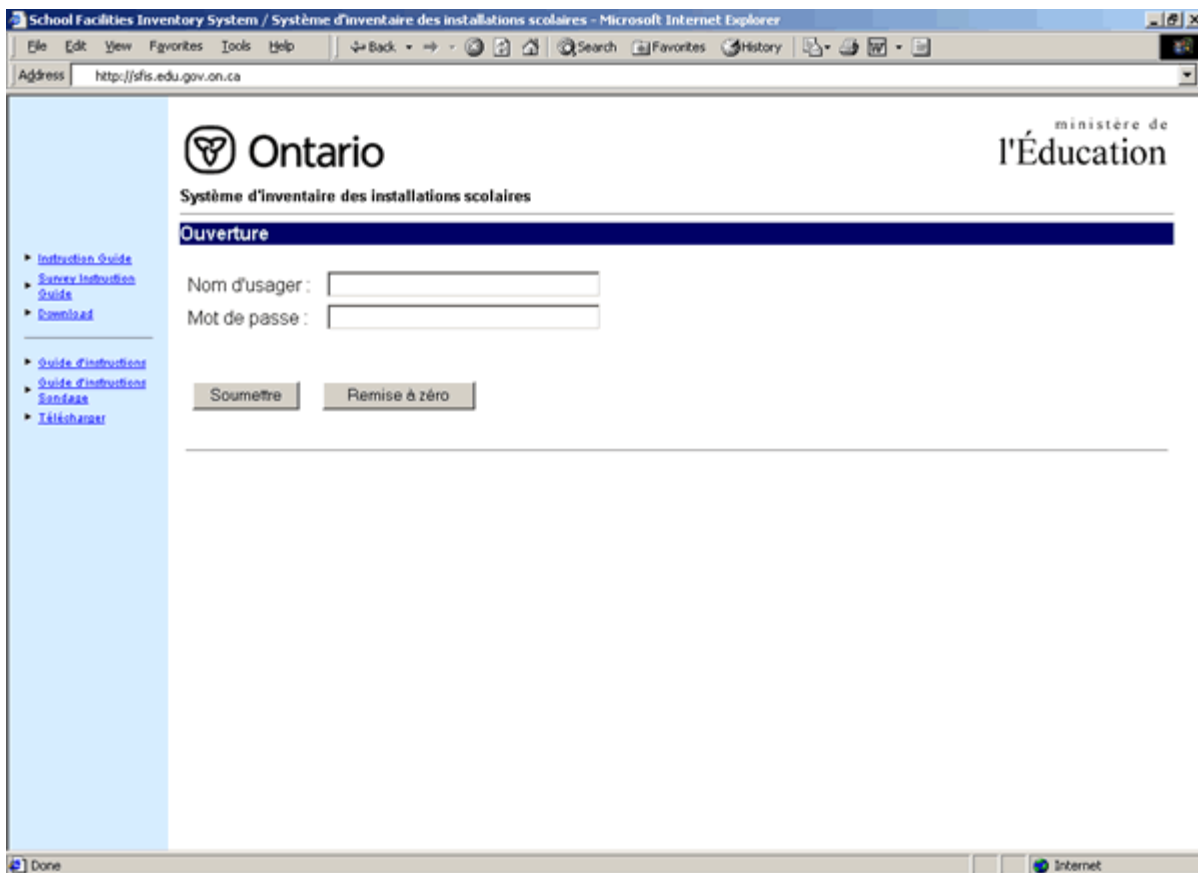 School Facilities Inventory System / Système d'inventaire des installations scolaires - Microsoft Internet Explorer
File Edit View Favorites Tools Help Back Search Favorites History
Address http://sfis.edu.gov.on.ca
Ontario
ministère de
l'Éducation
Système d'inventaire des installations scolaires
Ouverture
Instruction Guide
Survey Instruction
Guide
Download
Guide d'instructions
Guide d'instructions
Sondage
Télécharger
Nom d'usager :
Mot de passe :
Soumettre Remise à zéro
Done Internet